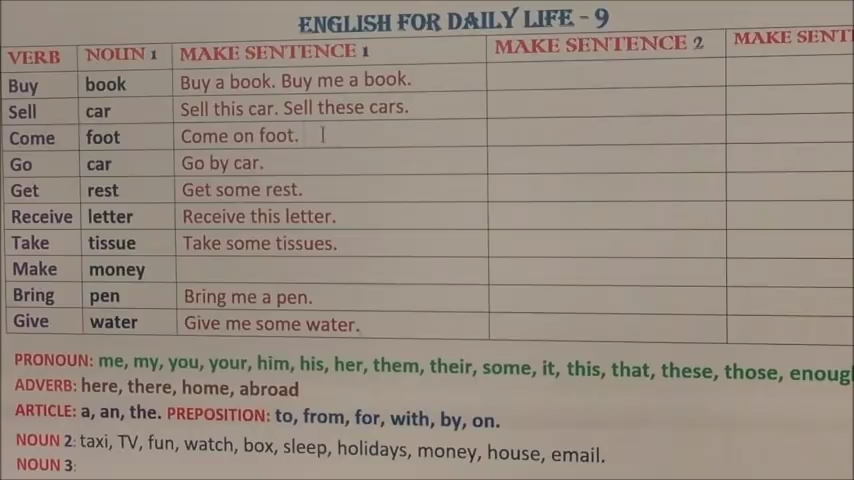 ENGLISH FOR DAILY LIFE - 9
VERB NOUN 1 MAKE SENTENCE 1 MAKE SENTENCE 2 MAKE SENT
Buy book Buy a book. Buy me a book.
Sell car Sell this car. Sell these cars.
Come foot Come on foot.
Go car Go by car.
Get rest Get some rest.
Receive letter Receive this letter.
Take tissue Take some tissues.
Make money
Bring pen Bring me a pen.
Give water Give me some water.
PRONOUN: me, my, you, your, him, his, her, them, their, some, it, this, that, these, those, enough
ADVERB: here, there, home, abroad
ARTICLE: a, an, the. PREPOSITION: to, from, for, with, by, on.
NOUN 2: taxi, TV, fun, watch, box, sleep, holidays, money, house, email.
NOUN 3: